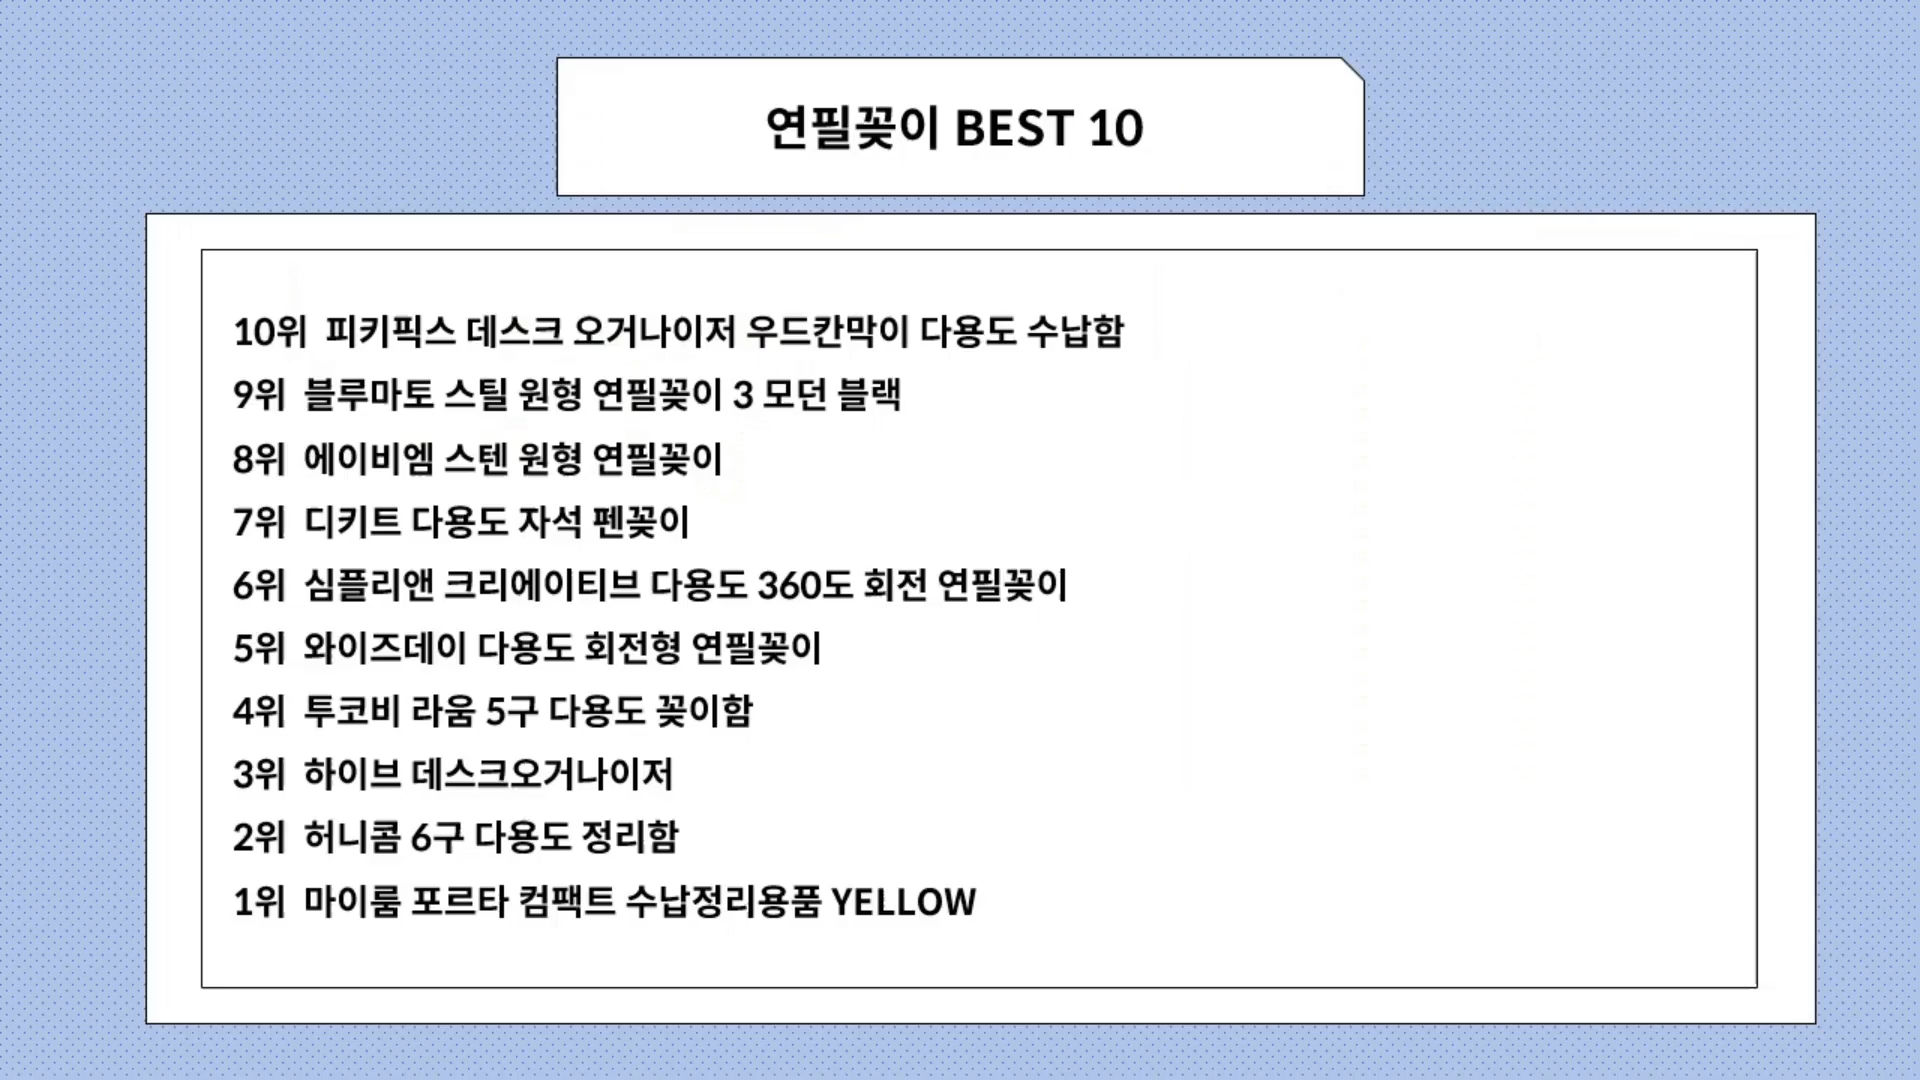 연필꽂이 BEST 10
10위 피키픽스 데스크 오거나이저 우드칸막이 다용도 수납함
9위 블루마토 스틸 원형 연필꽂이 3 모던 블랙
8위 에이비엠 스텐 원형 연필꽂이
7위 디키트 다용도 자석 펜꽂이
6위 심플리앤 크리에이티브 다용도 360도 회전 연필꽂이
5위 와이즈데이 다용도 회전형 연필꽂이
4위 투코비 라움 5구 다용도 꽂이함
3위 하이브 데스크오거나이저
2위 허니콤 6구 다용도 정리함
1위 마이룸 포르타 컴팩트 수납정리용품 YELLOW